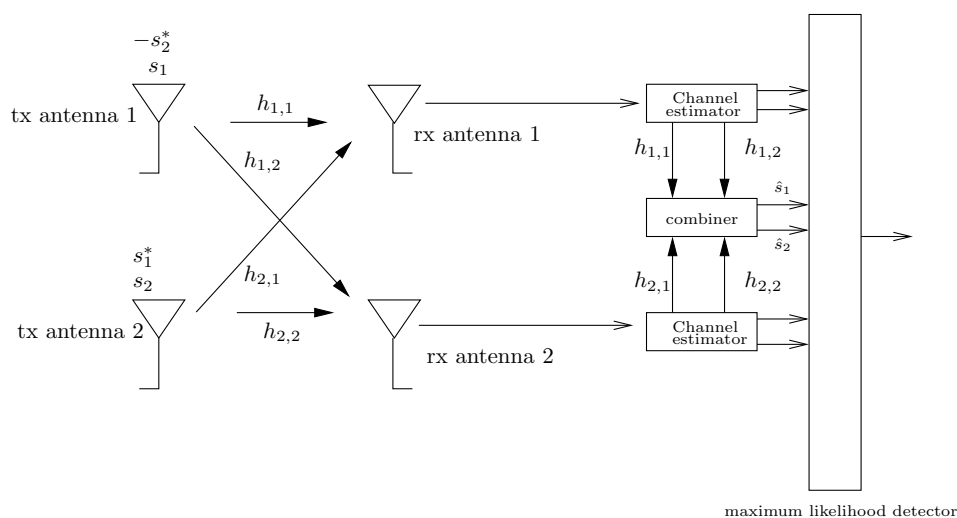 −s₂*
s₁
tx antenna 1
h₁,₁
h₁,₂
rx antenna 1
Channel
estimator
h₁,₁
h₁,₂
ŝ₁
combiner
ŝ₂
s₁*
s₂
tx antenna 2
h₂,₁
h₂,₂
rx antenna 2
h₂,₁
h₂,₂
Channel
estimator
maximum likelihood detector